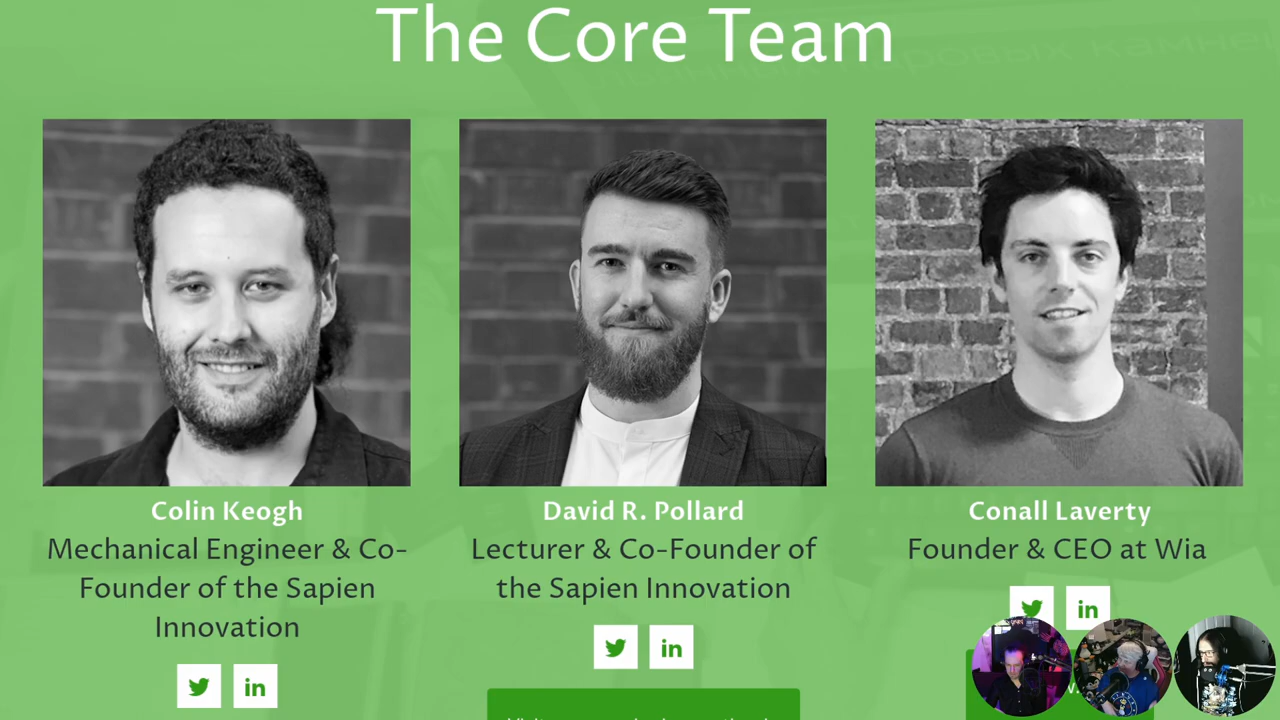 The Core Team
Colin Keogh
Mechanical Engineer & Co-
Founder of the Sapien
Innovation
David R. Pollard
Lecturer & Co-Founder of
the Sapien Innovation
Conall Laverty
Founder & CEO at Wia
in
in
in